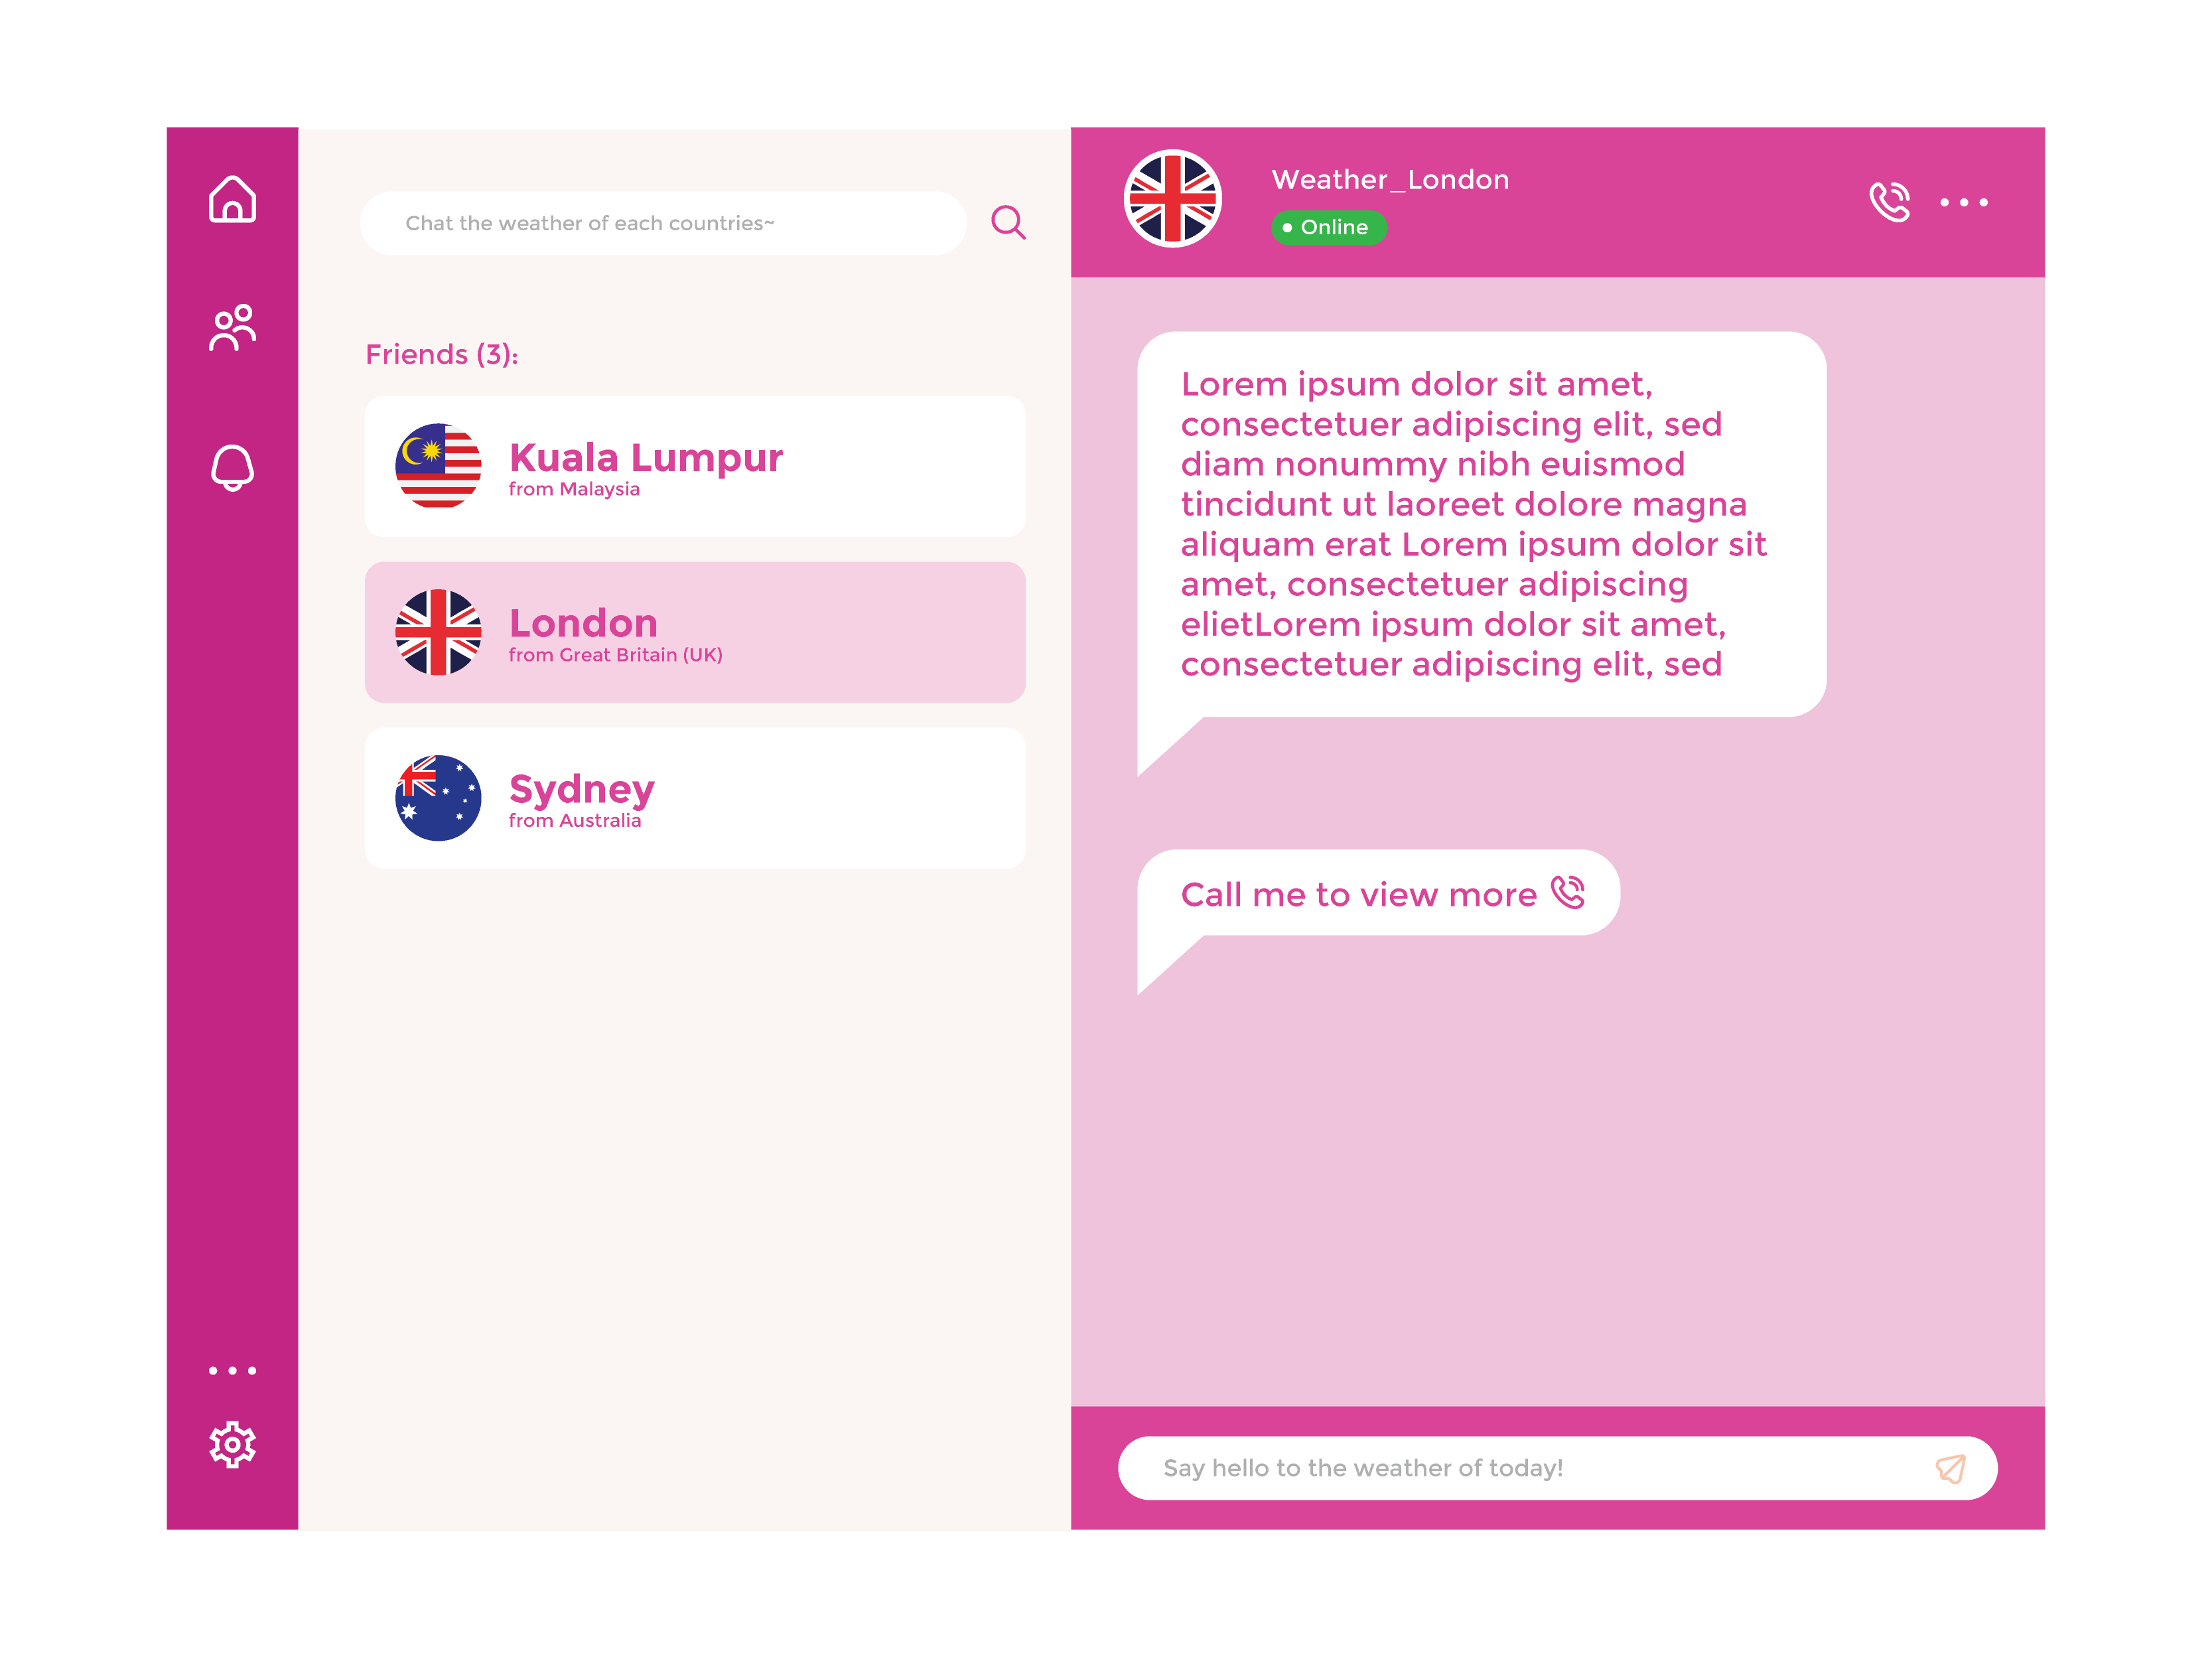 Chat the weather of each countries~
Friends (3):
Kuala Lumpur
from Malaysia
London
from Great Britain (UK)
Sydney
from Australia
Weather_London
Online
Lorem ipsum dolor sit amet,
consectetuer adipiscing elit, sed
diam nonummy nibh euismod
tincidunt ut laoreet dolore magna
aliquam erat Lorem ipsum dolor sit
amet, consectetuer adipiscing
elietLorem ipsum dolor sit amet,
consectetuer adipiscing elit, sed
Call me to view more
Say hello to the weather of today!